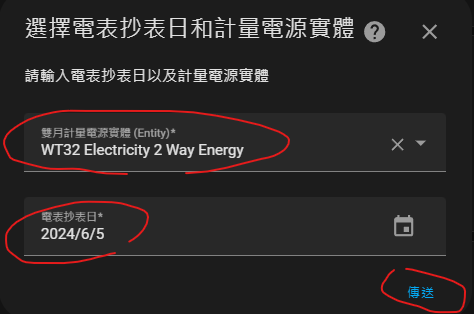 選擇電表抄表日和計量電源實體
請輸入電表抄表日以及計量電源實體
雙月計量電源實體 (Entity)*
WT32 Electricity 2 Way Energy
電表抄表日*
2024/6/5
傳送